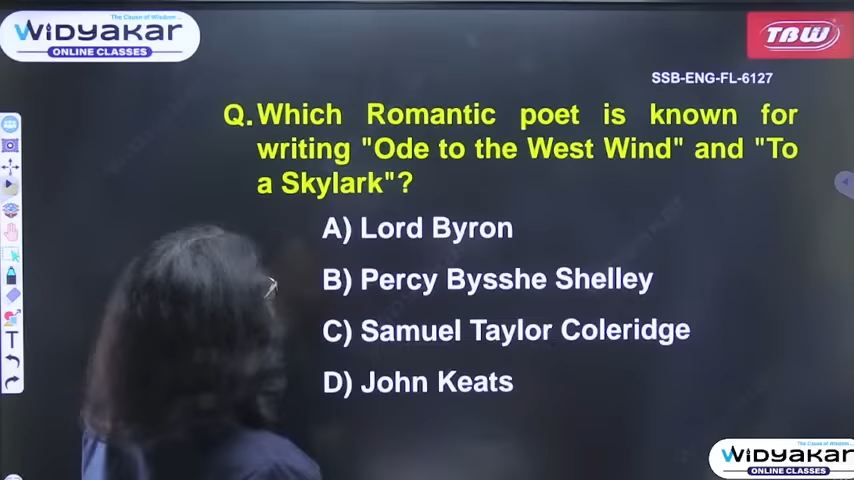 The Cause of Wisdom ...
WiDYAKAR
ONLINE CLASSES
TBW
SSB-ENG-FL-6127
Q. Which Romantic poet is known for
writing "Ode to the West Wind" and "To
a Skylark"?
A) Lord Byron
B) Percy Bysshe Shelley
C) Samuel Taylor Coleridge
D) John Keats
T
The Cause of Wisdom ...
WiDYAKAR
ONLINE CLASSES